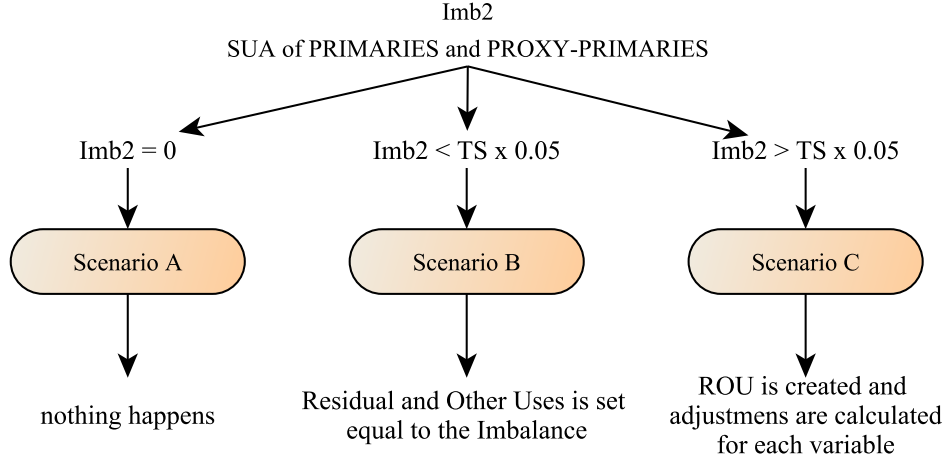 Imb2
SUA of PRIMARIES and PROXY-PRIMARIES
Imb2 = 0
Imb2 < TS x 0.05
Imb2 > TS x 0.05
Scenario A
Scenario B
Scenario C
nothing happens
Residual and Other Uses is set
equal to the Imbalance
ROU is created and
adjustmens are calculated
for each variable